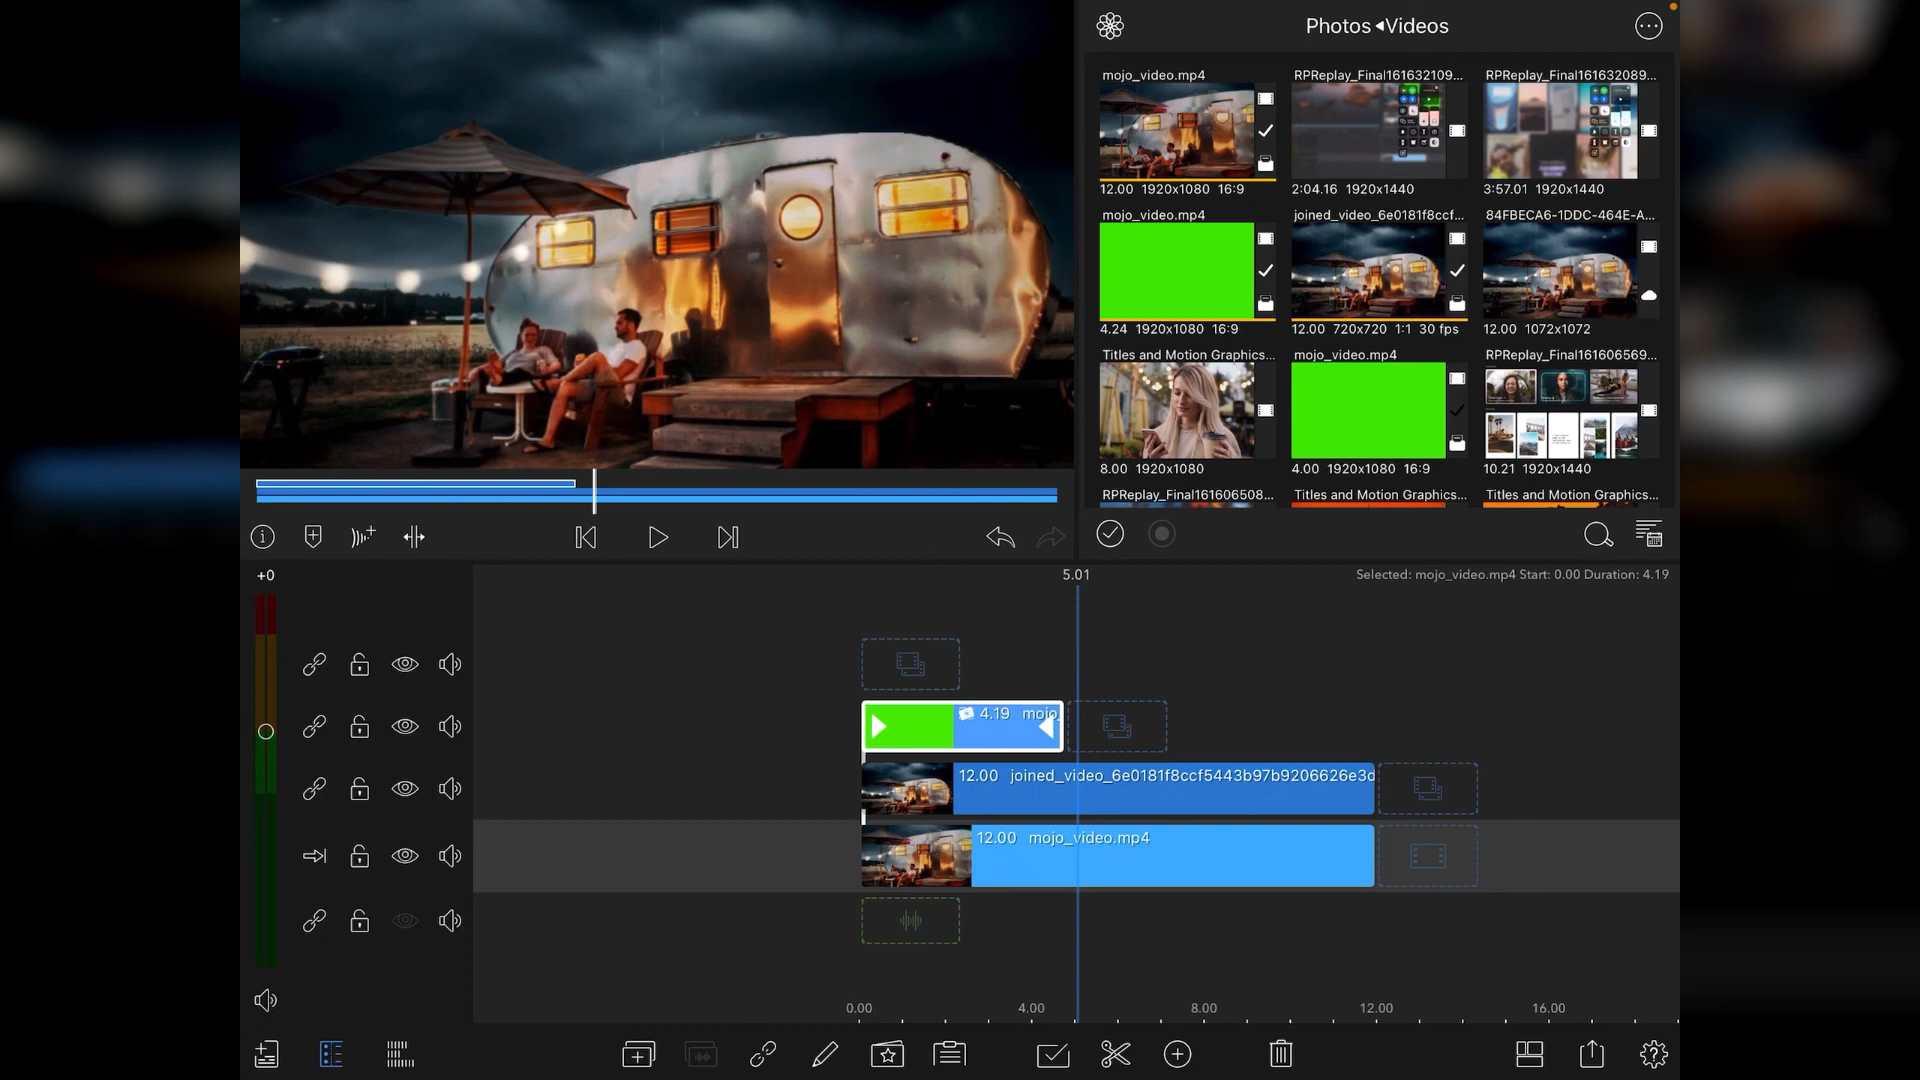 Photos◂Videos
mojo_video.mp4
RPReplay_Final161632109...
RPReplay_Final161632089...
12.00 1920x1080 16:9
2:04.16 1920x1440
3:57.01 1920x1440
mojo_video.mp4
joined_video_6e0181f8ccf...
84FBECA6-1DDC-464E-A...
4.24 1920x1080 16:9
12.00 720x720 1:1 30 fps
12.00 1072x1072
Titles and Motion Graphics...
mojo_video.mp4
RPReplay_Final161606569...
8.00 1920x1080
4.00 1920x1080 16:9
10.21 1920x1440
RPReplay_Final161606508...
Titles and Motion Graphics...
Titles and Motion Graphics...
+0
5.01
Selected: mojo_video.mp4 Start: 0.00 Duration: 4.19
4.19 mojo_
12.00 joined_video_6e0181f8ccf5443b97b9206626e3d
12.00 mojo_video.mp4
0.00
4.00
8.00
12.00
16.00